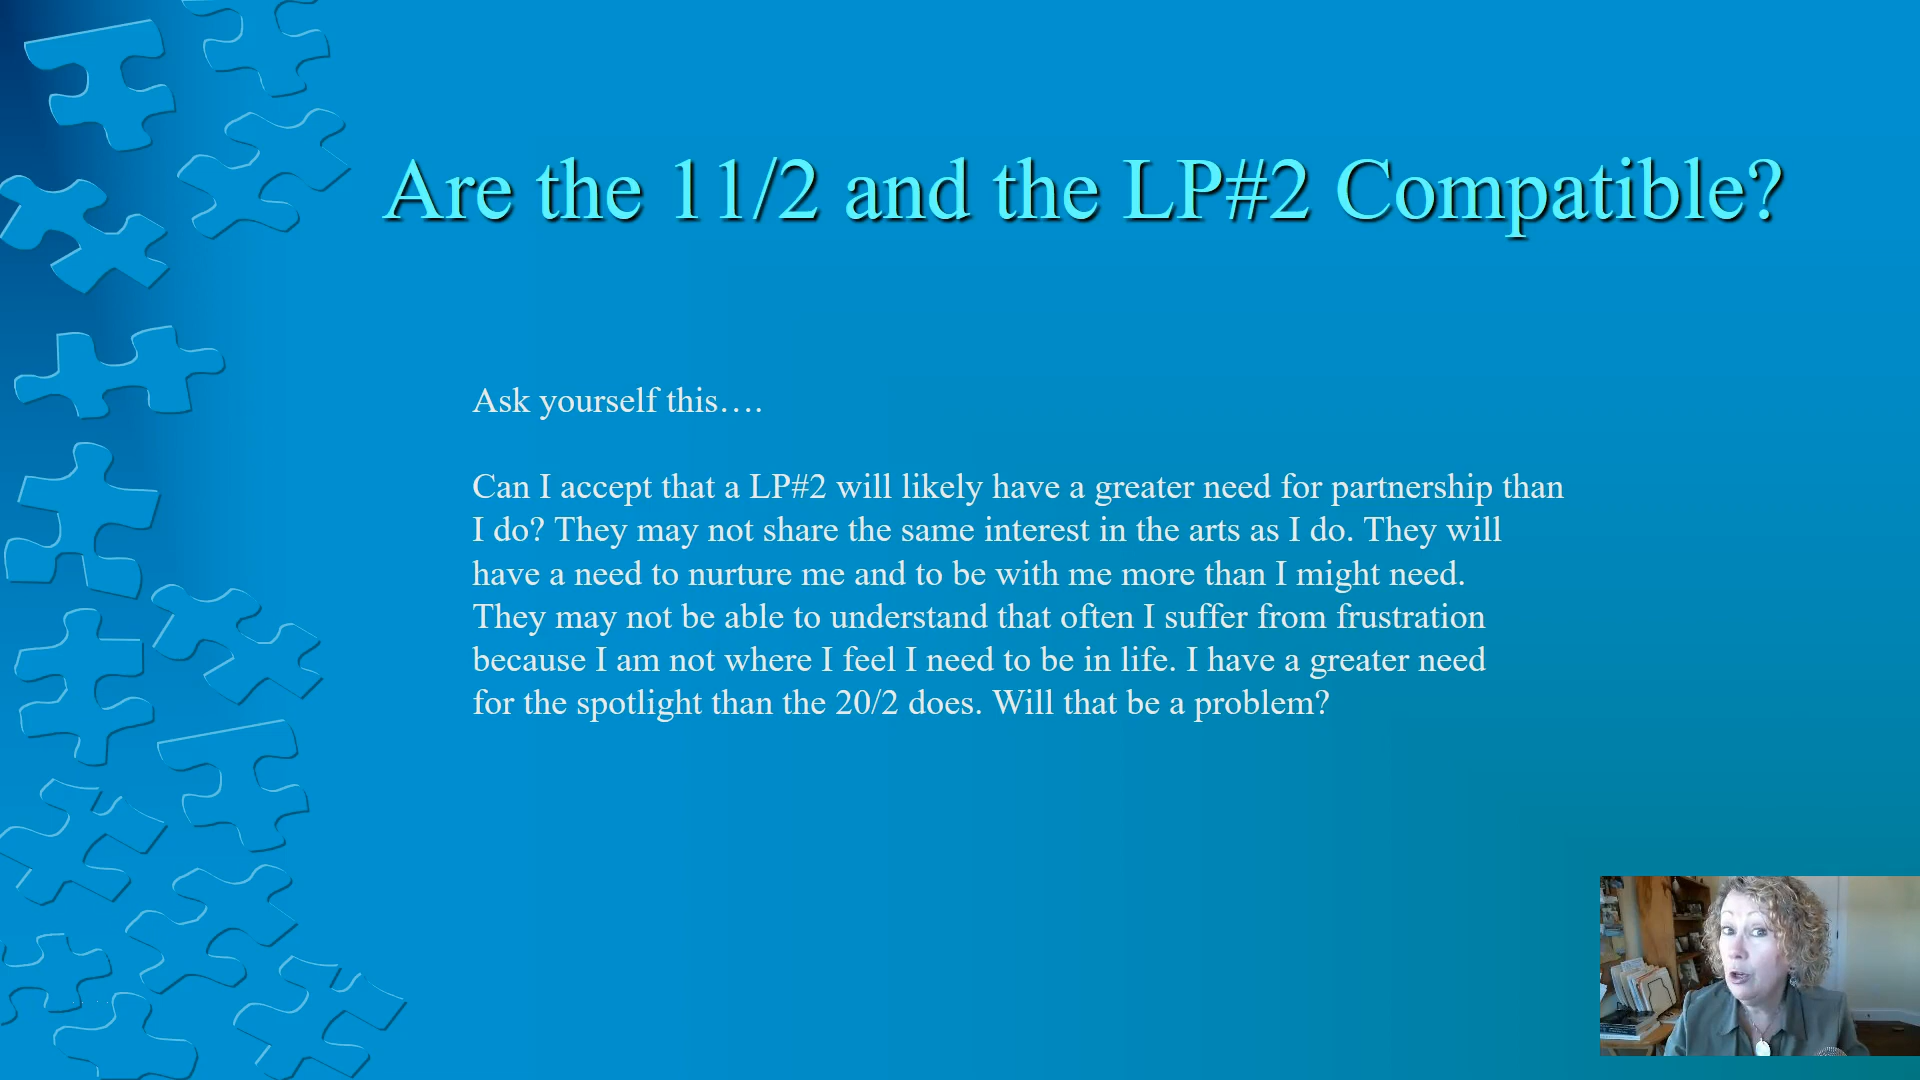 Are the 11/2 and the LP#2 Compatible?
Ask yourself this….
Can I accept that a LP#2 will likely have a greater need for partnership than
I do? They may not share the same interest in the arts as I do. They will
have a need to nurture me and to be with me more than I might need.
They may not be able to understand that often I suffer from frustration
because I am not where I feel I need to be in life. I have a greater need
for the spotlight than the 20/2 does. Will that be a problem?